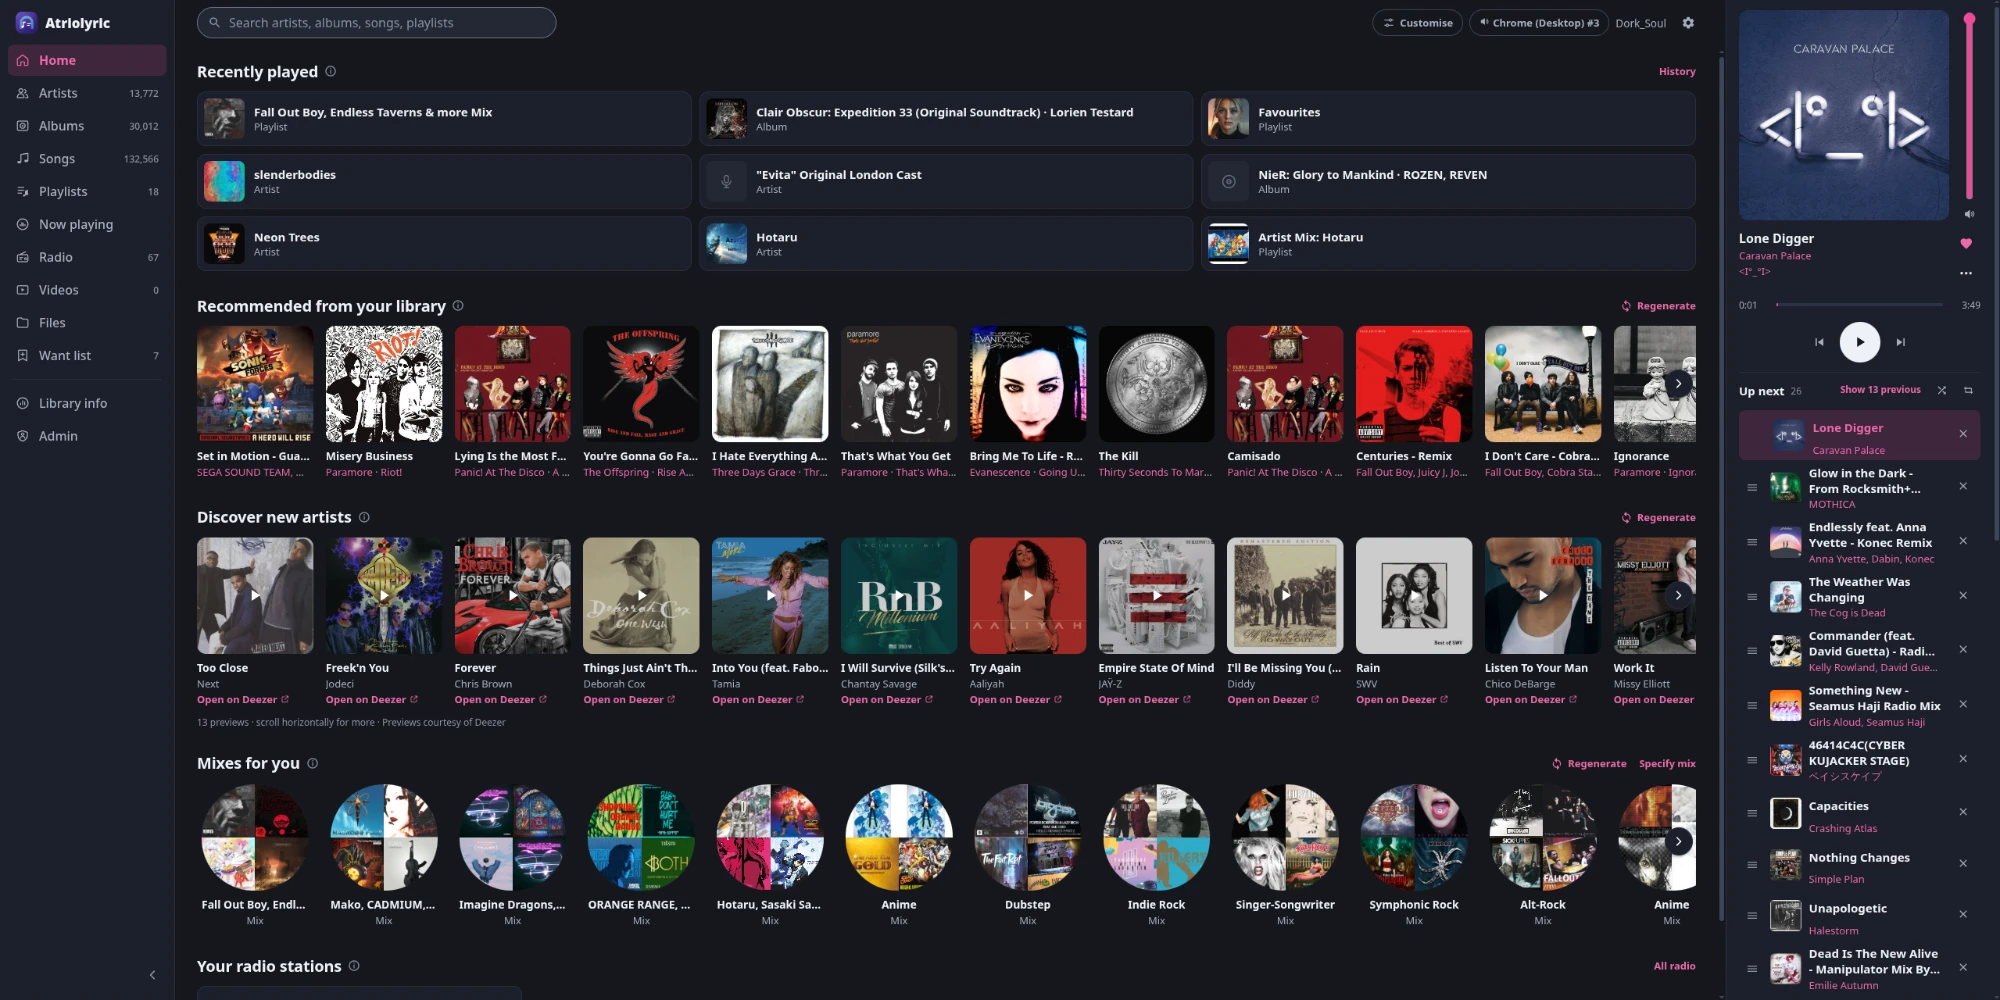 Atriolyric
Search artists, albums, songs, playlists
Customise
Chrome (Desktop) #3
Dork_Soul
Home
Artists 13,772
Albums 30,012
Songs 132,566
Playlists 18
Now playing
Radio 67
Videos 0
Files
Want list 7
Library info
Admin
Recently played
History
Fall Out Boy, Endless Taverns & more Mix
Playlist
Clair Obscur: Expedition 33 (Original Soundtrack) · Lorien Testard
Album
Favourites
Playlist
slenderbodies
Artist
"Evita" Original London Cast
Artist
NieR: Glory to Mankind · ROZEN, REVEN
Album
Neon Trees
Artist
Hotaru
Artist
Artist Mix: Hotaru
Playlist
Recommended from your library
Regenerate
Set in Motion - Gua...
SEGA SOUND TEAM, ...
Misery Business
Paramore · Riot!
Lying Is the Most F...
Panic! At The Disco · A ...
You're Gonna Go Fa...
The Offspring · Rise A...
I Hate Everything A...
Three Days Grace · Thr...
That's What You Get
Paramore · That's Wha...
Bring Me To Life - R...
Evanescence · Going U...
The Kill
Thirty Seconds To Mar...
Camisado
Panic! At The Disco · A ...
Centuries - Remix
Fall Out Boy, Juicy J, Jo...
I Don't Care - Cobra...
Fall Out Boy, Cobra Sta...
Ignorance
Paramore · Ignor
Discover new artists
Regenerate
Too Close
Next
Open on Deezer
Freek'n You
Jodeci
Open on Deezer
Forever
Chris Brown
Open on Deezer
Things Just Ain't Th...
Deborah Cox
Open on Deezer
Into You (feat. Fabo...
Tamia
Open on Deezer
I Will Survive (Silk's...
Chantay Savage
Open on Deezer
Try Again
Aaliyah
Open on Deezer
Empire State Of Mind
JAŸ-Z
Open on Deezer
I'll Be Missing You (...
Diddy
Open on Deezer
Rain
SWV
Open on Deezer
Listen To Your Man
Chico DeBarge
Open on Deezer
Work It
Missy Elliott
Open on Deezer
13 previews · scroll horizontally for more · Previews courtesy of Deezer
Mixes for you
Regenerate
Specify mix
Fall Out Boy, Endl...
Mix
Mako, CADMIUM,...
Mix
Imagine Dragons,...
Mix
ORANGE RANGE, ...
Mix
Hotaru, Sasaki Sa...
Mix
Anime
Mix
Dubstep
Mix
Indie Rock
Mix
Singer-Songwriter
Mix
Symphonic Rock
Mix
Alt-Rock
Mix
Anime
Mix
Your radio stations
All radio
CARAVAN PALACE
<|° °|>
Lone Digger
Caravan Palace
<I°_°I>
0:01
3:49
Up next 26
Show 13 previous
Lone Digger
Caravan Palace
Glow in the Dark -
From Rocksmith+...
MOTHICA
Endlessly feat. Anna
Yvette - Konec Remix
Anna Yvette, Dabin, Konec
The Weather Was
Changing
The Cog is Dead
Commander (feat.
David Guetta) - Radi...
Kelly Rowland, David Gue...
Something New -
Seamus Haji Radio Mix
Girls Aloud, Seamus Haji
46414C4C(CYBER
KUJACKER STAGE)
ベイシスケイプ
Capacities
Crashing Atlas
Nothing Changes
Simple Plan
Unapologetic
Halestorm
Dead Is The New Alive
- Manipulator Mix By...
Emilie Autumn